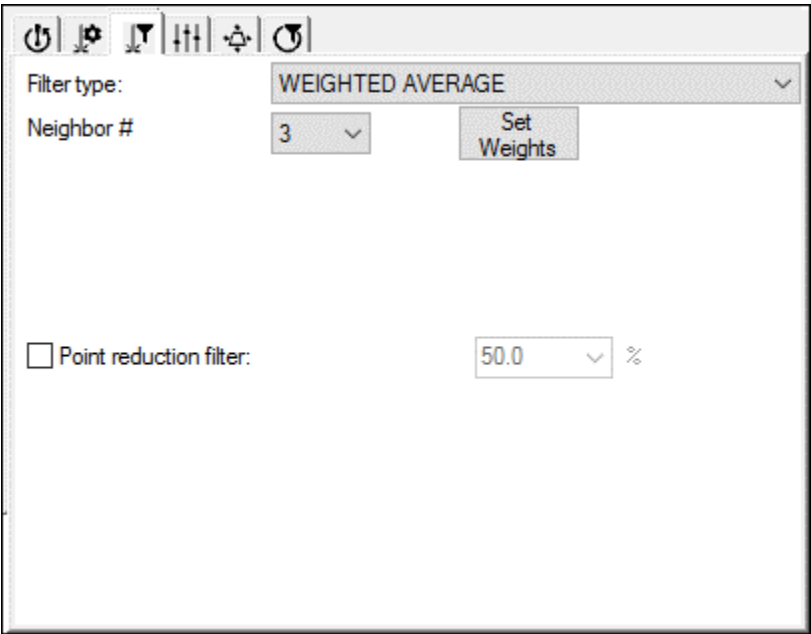 Filter type: WEIGHTED AVERAGE
Neighbor # 3 Set
Weights
Point reduction filter: 50.0 %